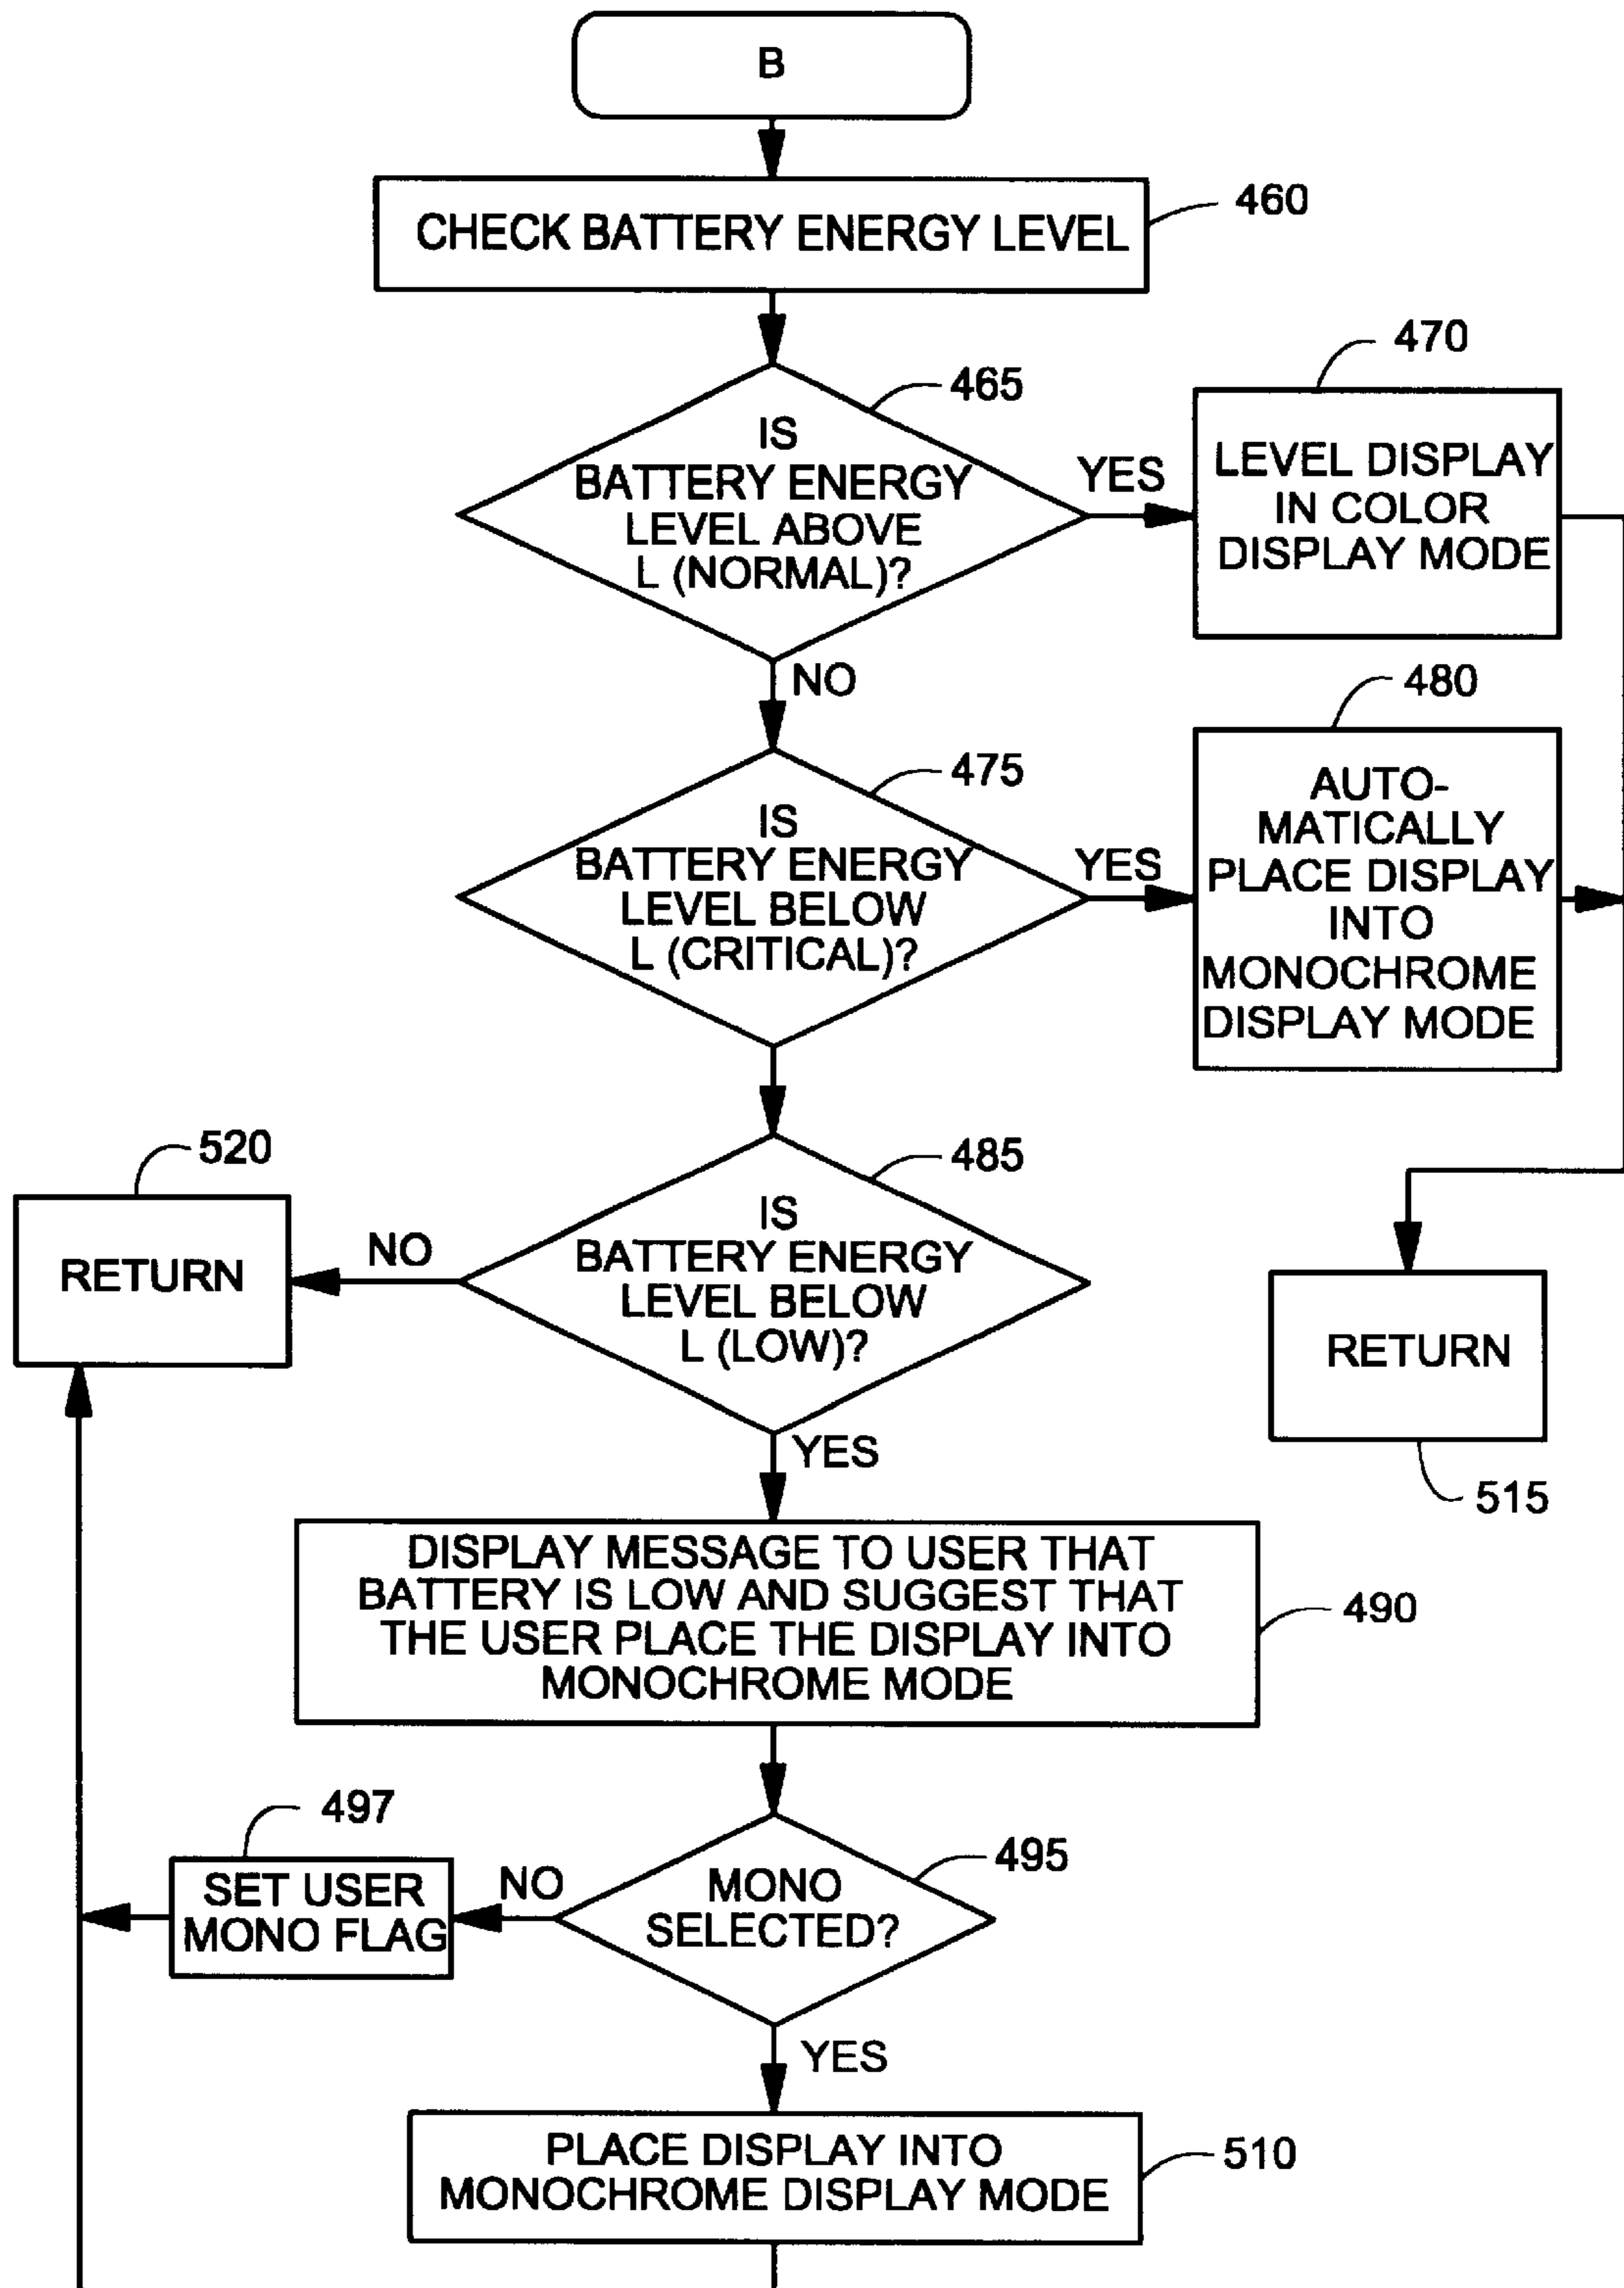 B
CHECK BATTERY ENERGY LEVEL
460
465
IS
BATTERY ENERGY
LEVEL ABOVE
L (NORMAL)?
YES
470
LEVEL DISPLAY
IN COLOR
DISPLAY MODE
NO
475
IS
BATTERY ENERGY
LEVEL BELOW
L (CRITICAL)?
YES
480
AUTO-
MATICALLY
PLACE DISPLAY
INTO
MONOCHROME
DISPLAY MODE
485
IS
BATTERY ENERGY
LEVEL BELOW
L (LOW)?
NO
520
RETURN
RETURN
515
YES
DISPLAY MESSAGE TO USER THAT
BATTERY IS LOW AND SUGGEST THAT
THE USER PLACE THE DISPLAY INTO
MONOCHROME MODE
490
495
MONO
SELECTED?
NO
497
SET USER
MONO FLAG
YES
PLACE DISPLAY INTO
MONOCHROME DISPLAY MODE
510